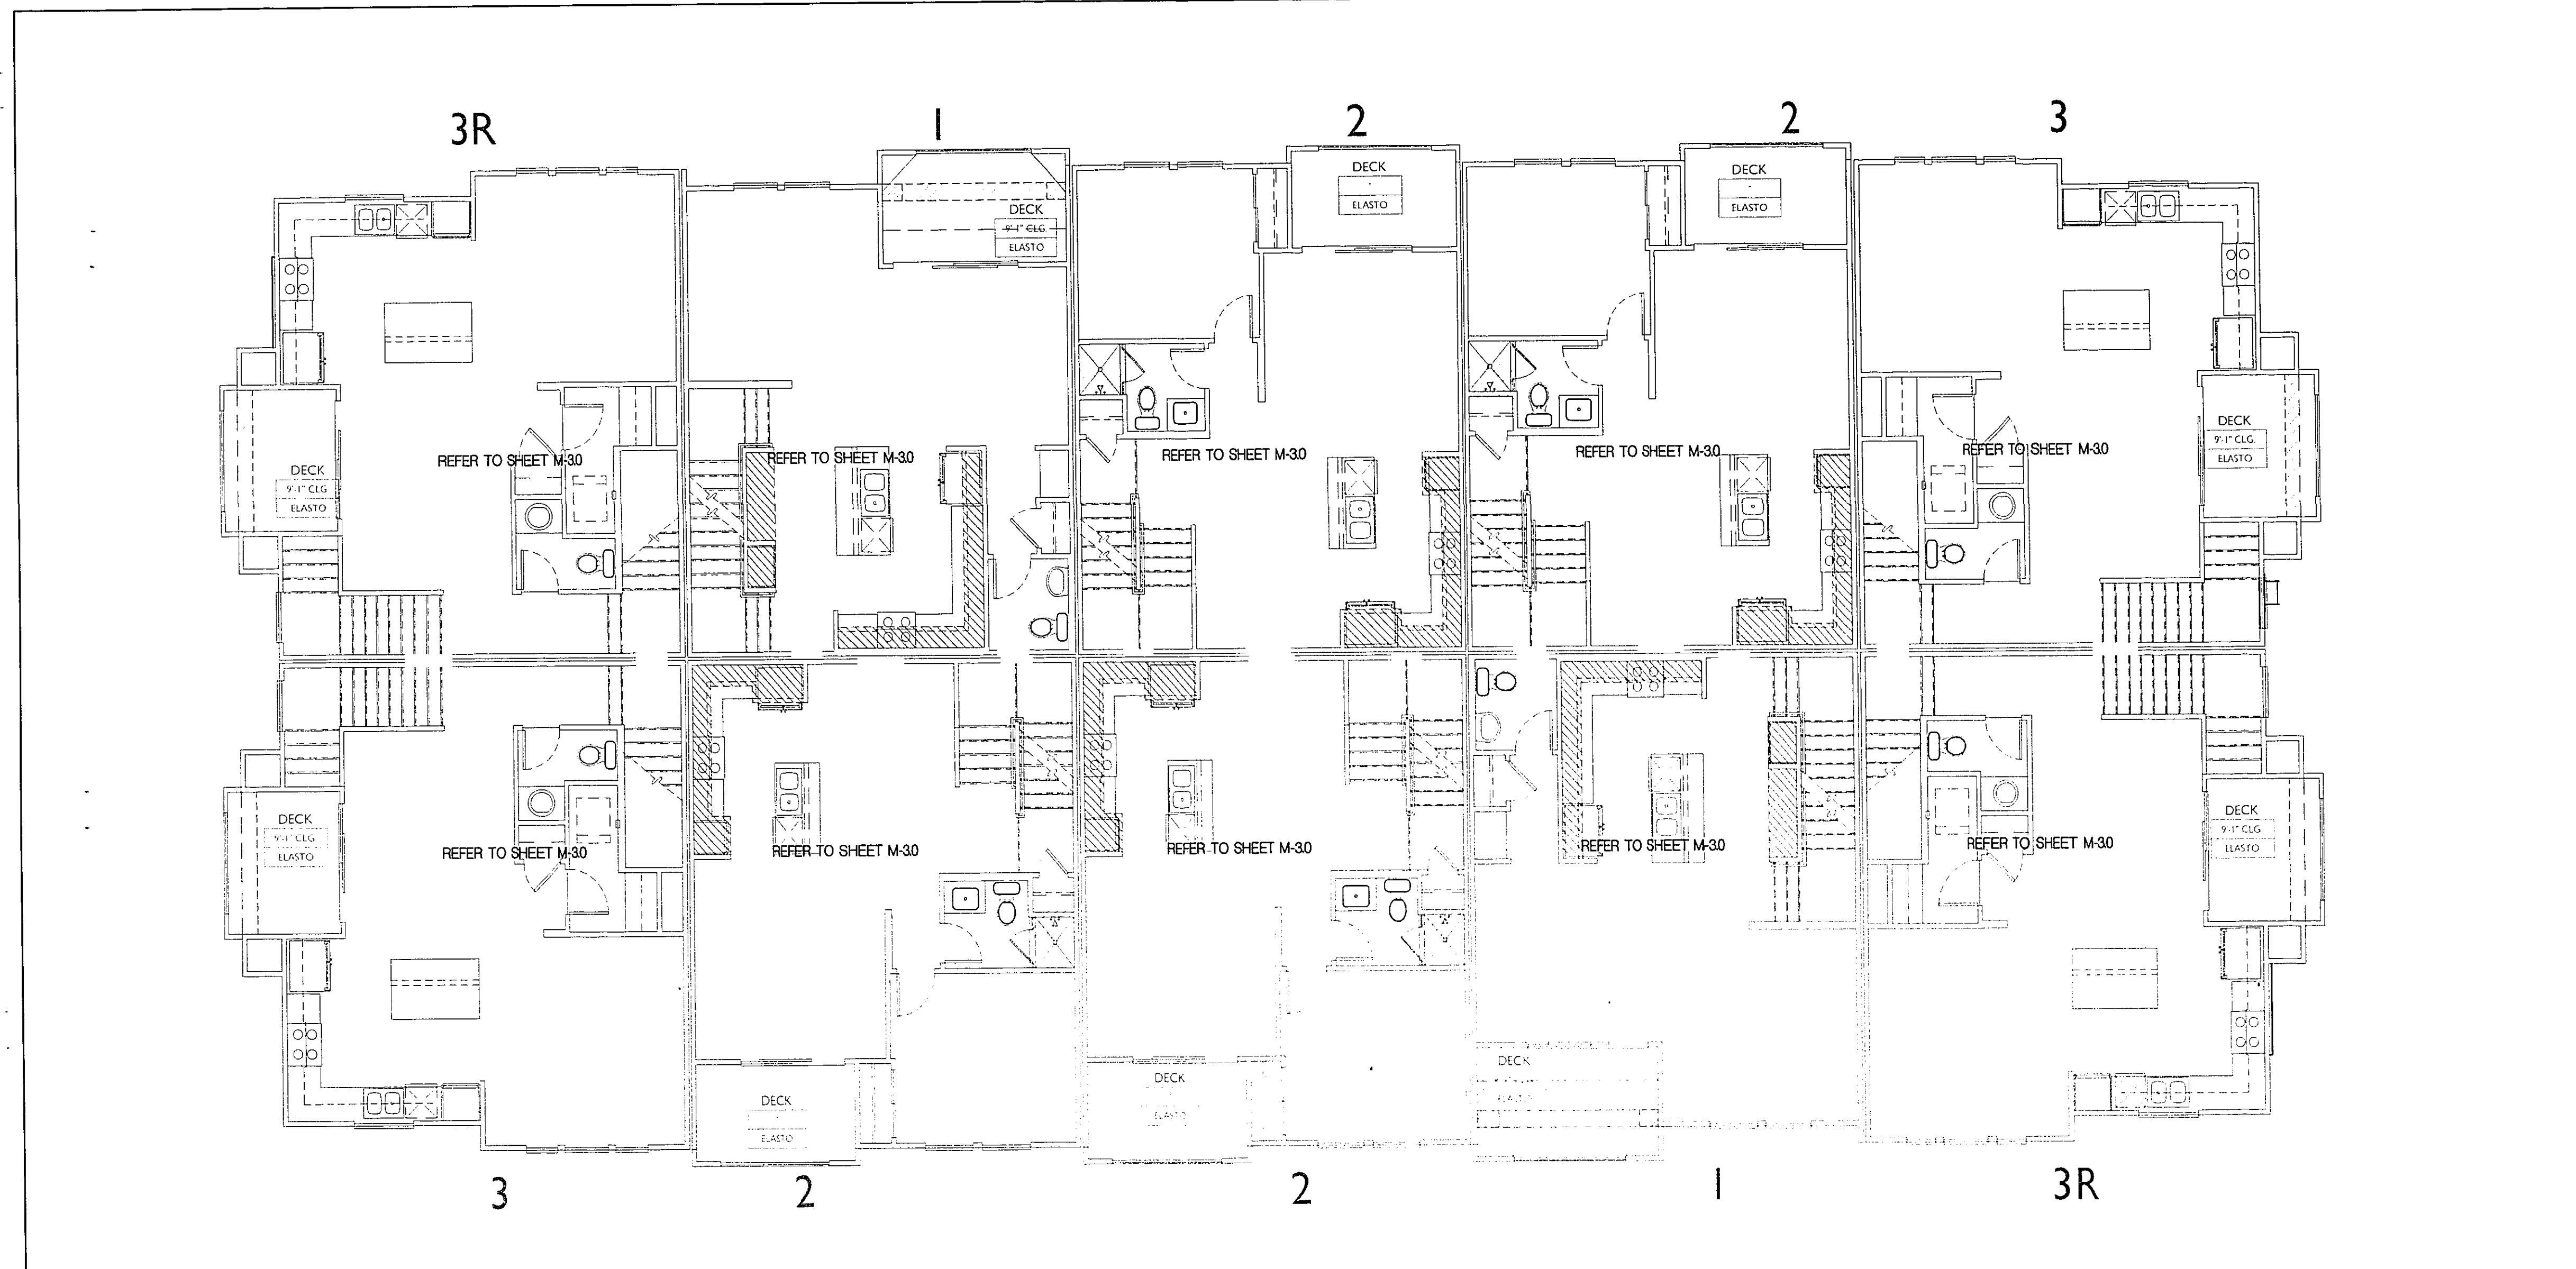 3R
1
2
2
3
DECK
ELASTO
DECK
ELASTO
DECK
9'-1" CLG.
ELASTO
REFER TO SHEET M-3.0
REFER TO SHEET M-3.0
REFER TO SHEET M-3.0
REFER TO SHEET M-3.0
REFER TO SHEET M-3.0
DECK
9'-1" CLG
ELASTO
DECK
9'-1" CLG.
ELASTO
DECK
9'-1" CLG
ELASTO
DECK
9'-1" CLG.
ELASTO
REFER TO SHEET M-3.0
REFER TO SHEET M-3.0
REFER TO SHEET M-3.0
REFER TO SHEET M-3.0
REFER TO SHEET M-3.0
DECK
ELASTO
DECK
ELASTO
DECK
ELASTO
3
2
2
1
3R